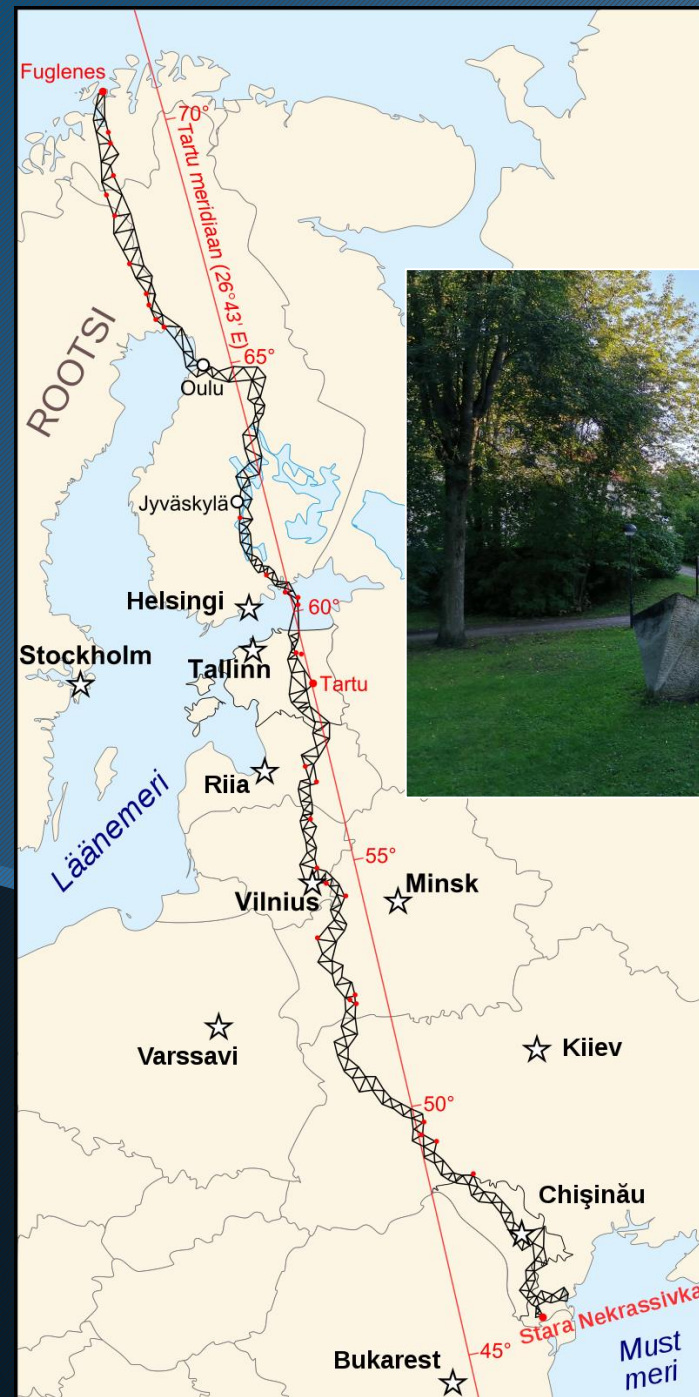 Fuglenes
70°
Tartu meridiaan (26°43' E)
ROOTSI
65°
Oulu
Jyväskylä
Helsingi
60°
Stockholm
Tallinn
Tartu
Riia
Läänemeri
55°
Vilnius
Minsk
Varssavi
Kiiev
50°
Chişinău
Stara Nekrassivka
Must
meri
45°
Bukarest